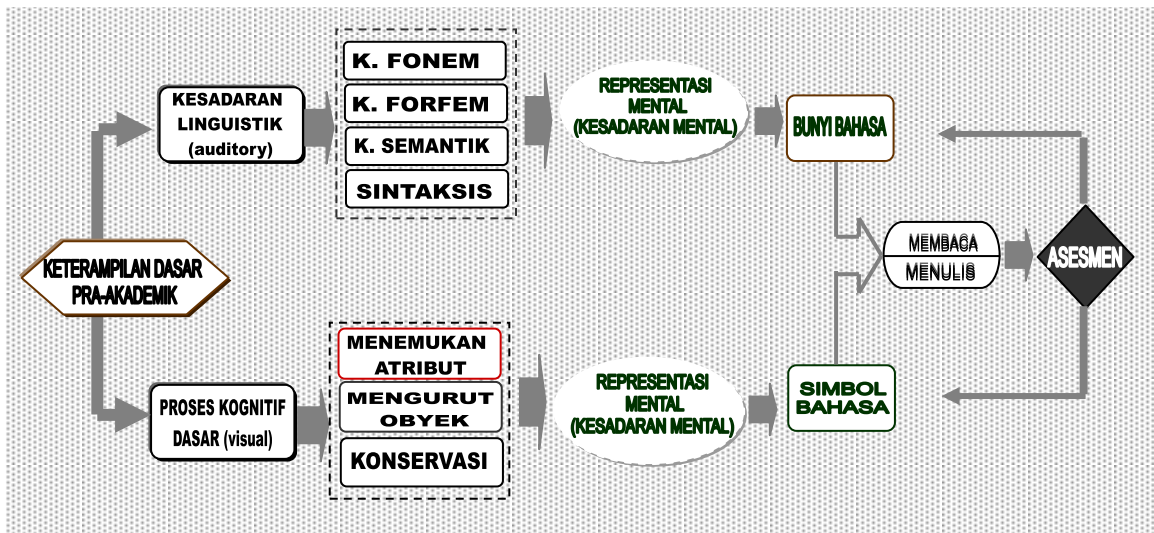 KETERAMPILAN DASAR
PRA-AKADEMIK
KESADARAN
LINGUISTIK
(auditory)
K. FONEM
K. FORFEM
K. SEMANTIK
SINTAKSIS
REPRESENTASI
MENTAL
(KESADARAN MENTAL)
BUNYI BAHASA
PROSES KOGNITIF
DASAR (visual)
MENEMUKAN
ATRIBUT
MENGURUT
OBYEK
KONSERVASI
REPRESENTASI
MENTAL
(KESADARAN MENTAL)
SIMBOL
BAHASA
MEMBACA
MENULIS
ASESMEN